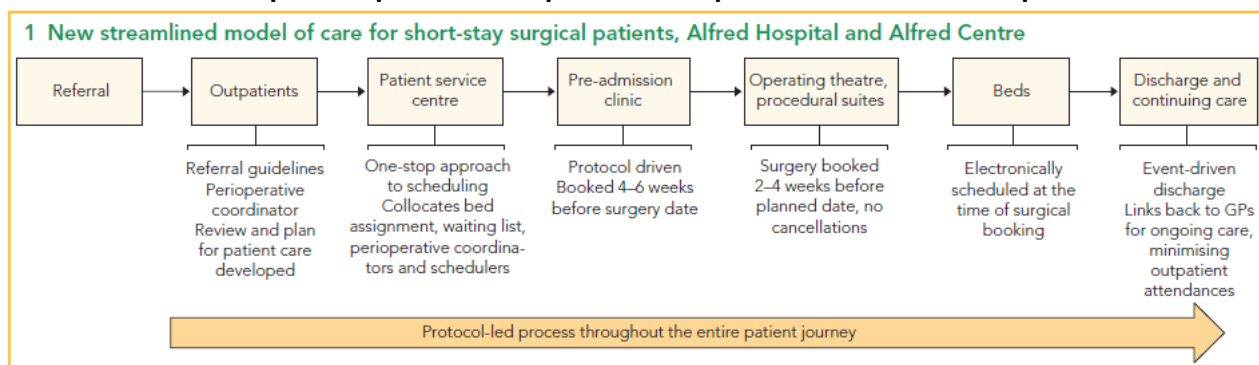 1 New streamlined model of care for short-stay surgical patients, Alfred Hospital and Alfred Centre
Referral
Outpatients
Patient service
centre
Pre-admission
clinic
Operating theatre,
procedural suites
Beds
Discharge and
continuing care
Referral guidelines
Perioperative
coordinator
Review and plan
for patient care
developed
One-stop approach
to scheduling
Collocates bed
assignment, waiting list,
perioperative coordina-
tors and schedulers
Protocol driven
Booked 4–6 weeks
before surgery date
Surgery booked
2–4 weeks before
planned date, no
cancellations
Electronically
scheduled at the
time of surgical
booking
Event-driven
discharge
Links back to GPs
for ongoing care,
minimising
outpatient
attendances
Protocol-led process throughout the entire patient journey